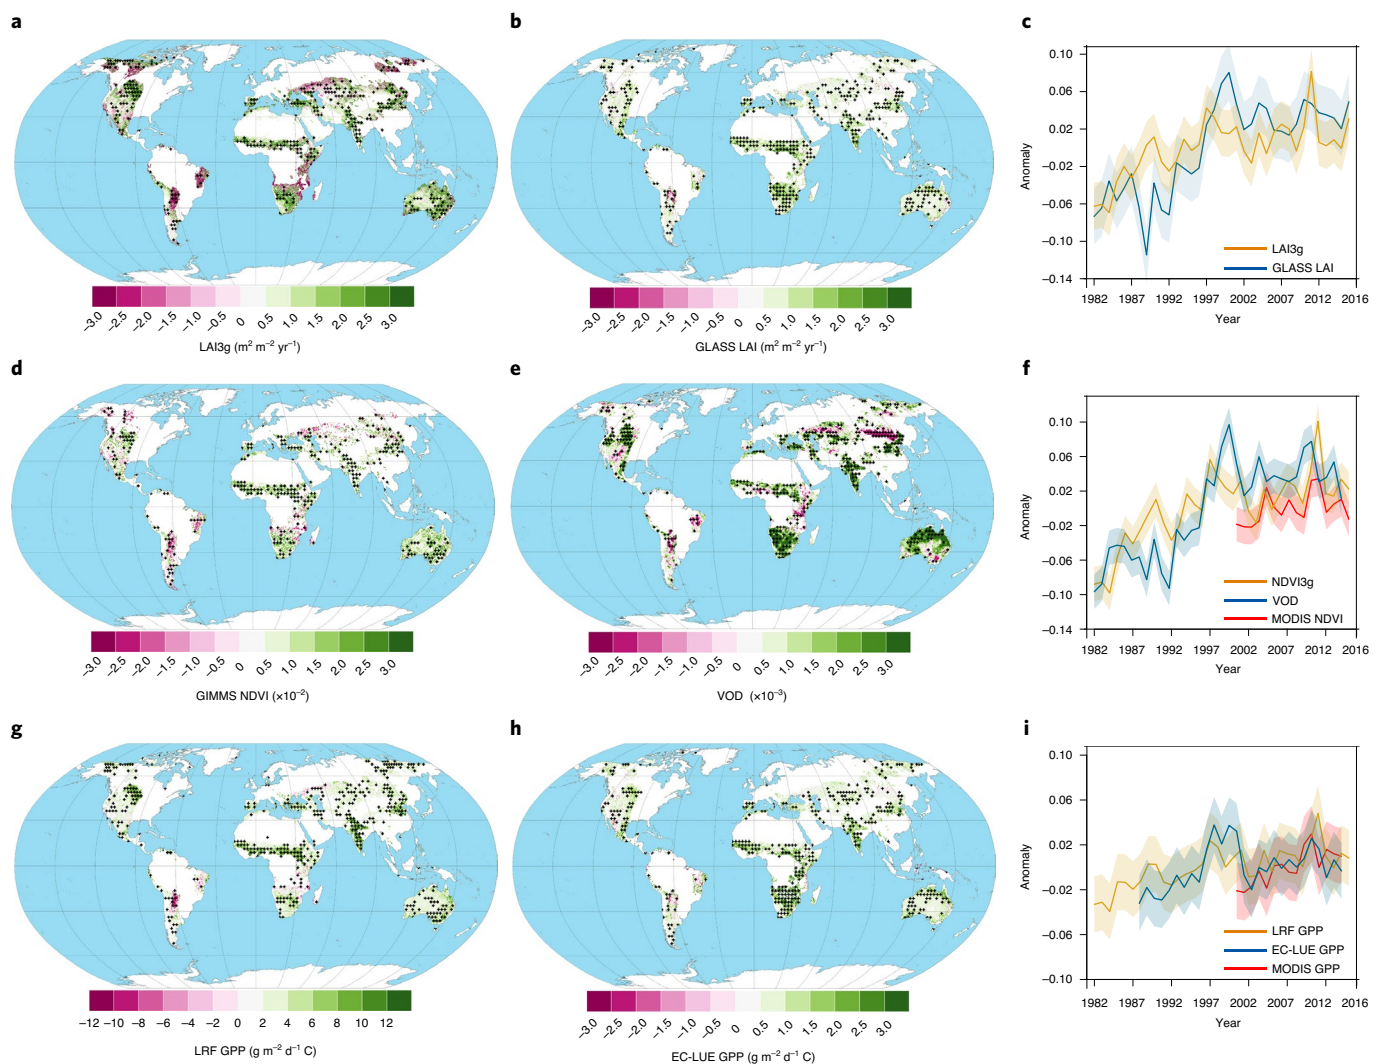 a
b
c
−3.0 −2.5 −2.0 −1.5 −1.0 −0.5 0 0.5 1.0 1.5 2.0 2.5 3.0
LAI3g (m² m⁻² yr⁻¹)
−3.0 −2.5 −2.0 −1.5 −1.0 −0.5 0 0.5 1.0 1.5 2.0 2.5 3.0
GLASS LAI (m² m⁻² yr⁻¹)
0.10
0.06
0.02
−0.02
−0.06
−0.10
−0.14
Anomaly
LAI3g
GLASS LAI
1982 1987 1992 1997 2002 2007 2012 2016
Year
d
e
f
−3.0 −2.5 −2.0 −1.5 −1.0 −0.5 0 0.5 1.0 1.5 2.0 2.5 3.0
GIMMS NDVI (×10⁻²)
−3.0 −2.5 −2.0 −1.5 −1.0 −0.5 0 0.5 1.0 1.5 2.0 2.5 3.0
VOD (×10⁻³)
0.10
0.06
0.02
−0.02
−0.06
−0.10
−0.14
Anomaly
NDVI3g
VOD
MODIS NDVI
1982 1987 1992 1997 2002 2007 2012 2016
Year
g
h
i
−12 −10 −8 −6 −4 −2 0 2 4 6 8 10 12
LRF GPP (g m⁻² d⁻¹ C)
−3.0 −2.5 −2.0 −1.5 −1.0 −0.5 0 0.5 1.0 1.5 2.0 2.5 3.0
EC-LUE GPP (g m⁻² d⁻¹ C)
0.10
0.06
0.02
−0.02
−0.06
−0.10
Anomaly
LRF GPP
EC-LUE GPP
MODIS GPP
1982 1987 1992 1997 2002 2007 2012 2016
Year